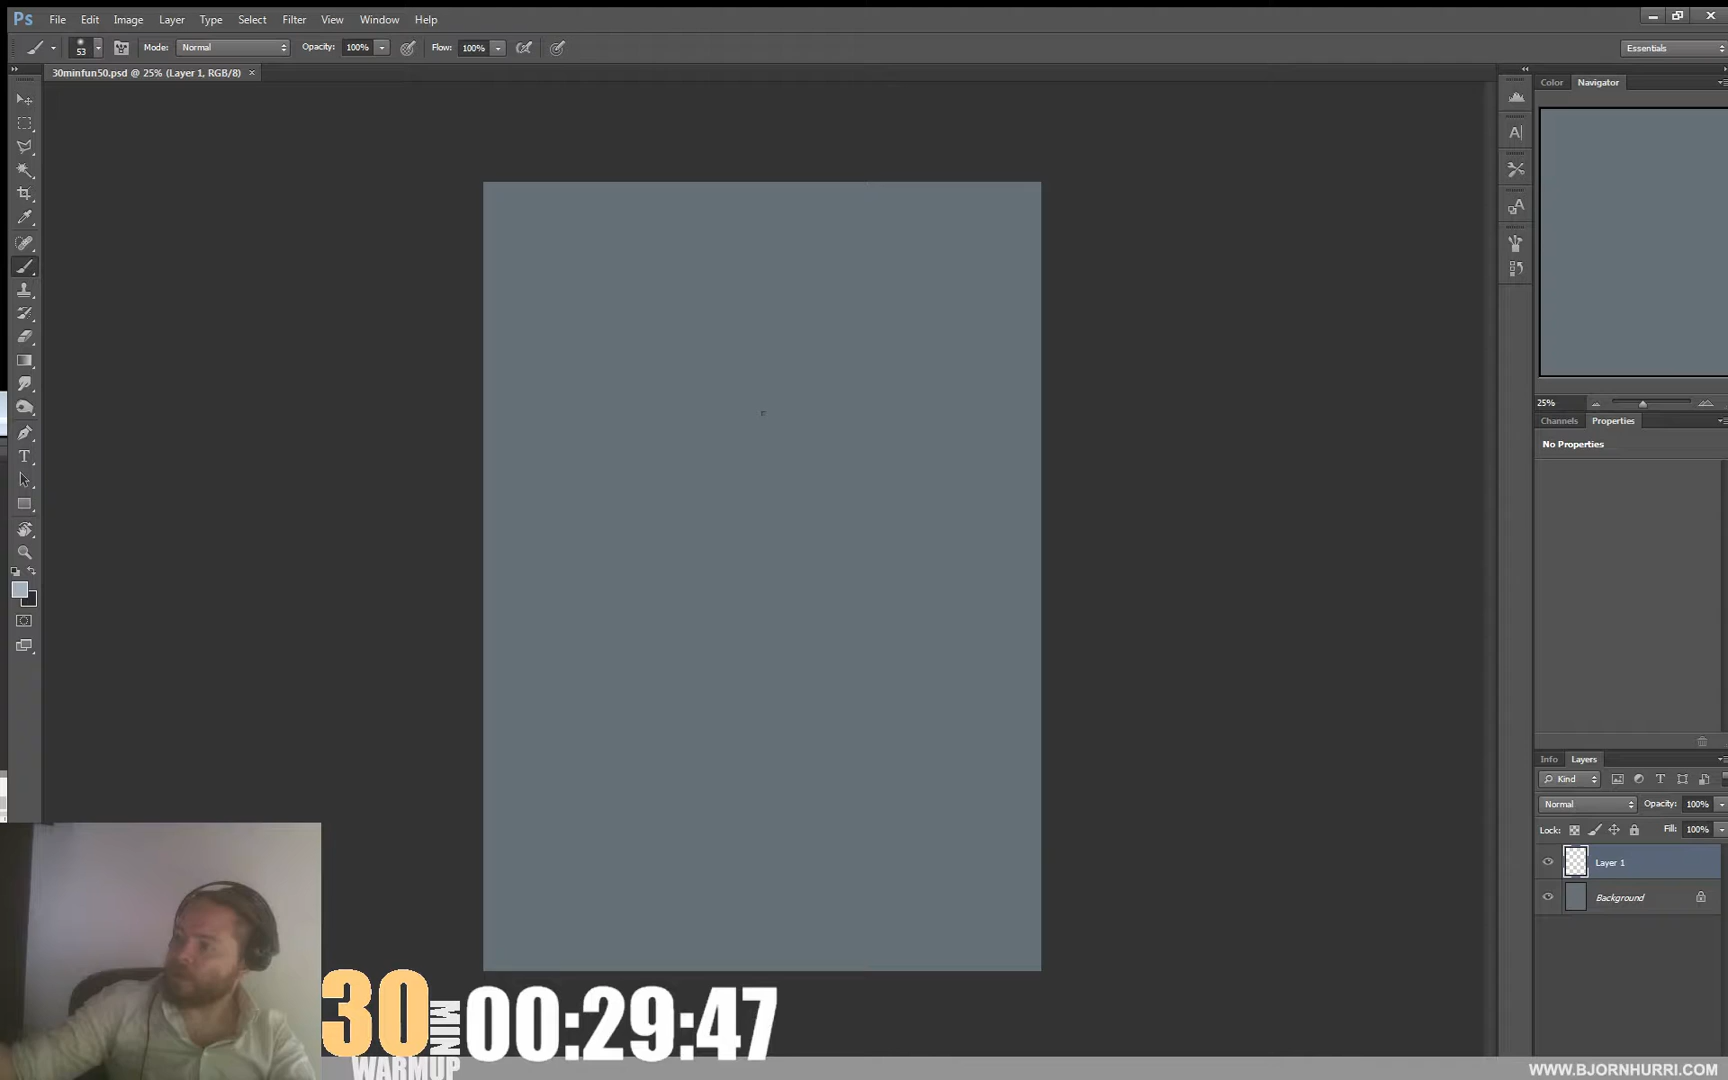 Ps File Edit Image Layer Type Select Filter View Window Help
53 Mode: Normal Opacity: 100% Flow: 100% Essentials
30minfun50.psd @ 25% (Layer 1, RGB/8) ×
Color Navigator
25%
Channels Properties
No Properties
Info Layers
Kind
Normal Opacity: 100%
Lock: Fill: 100%
Layer 1
Background
30 MIN 00:29:47
WARMUP
WWW.BJORNHURRI.COM